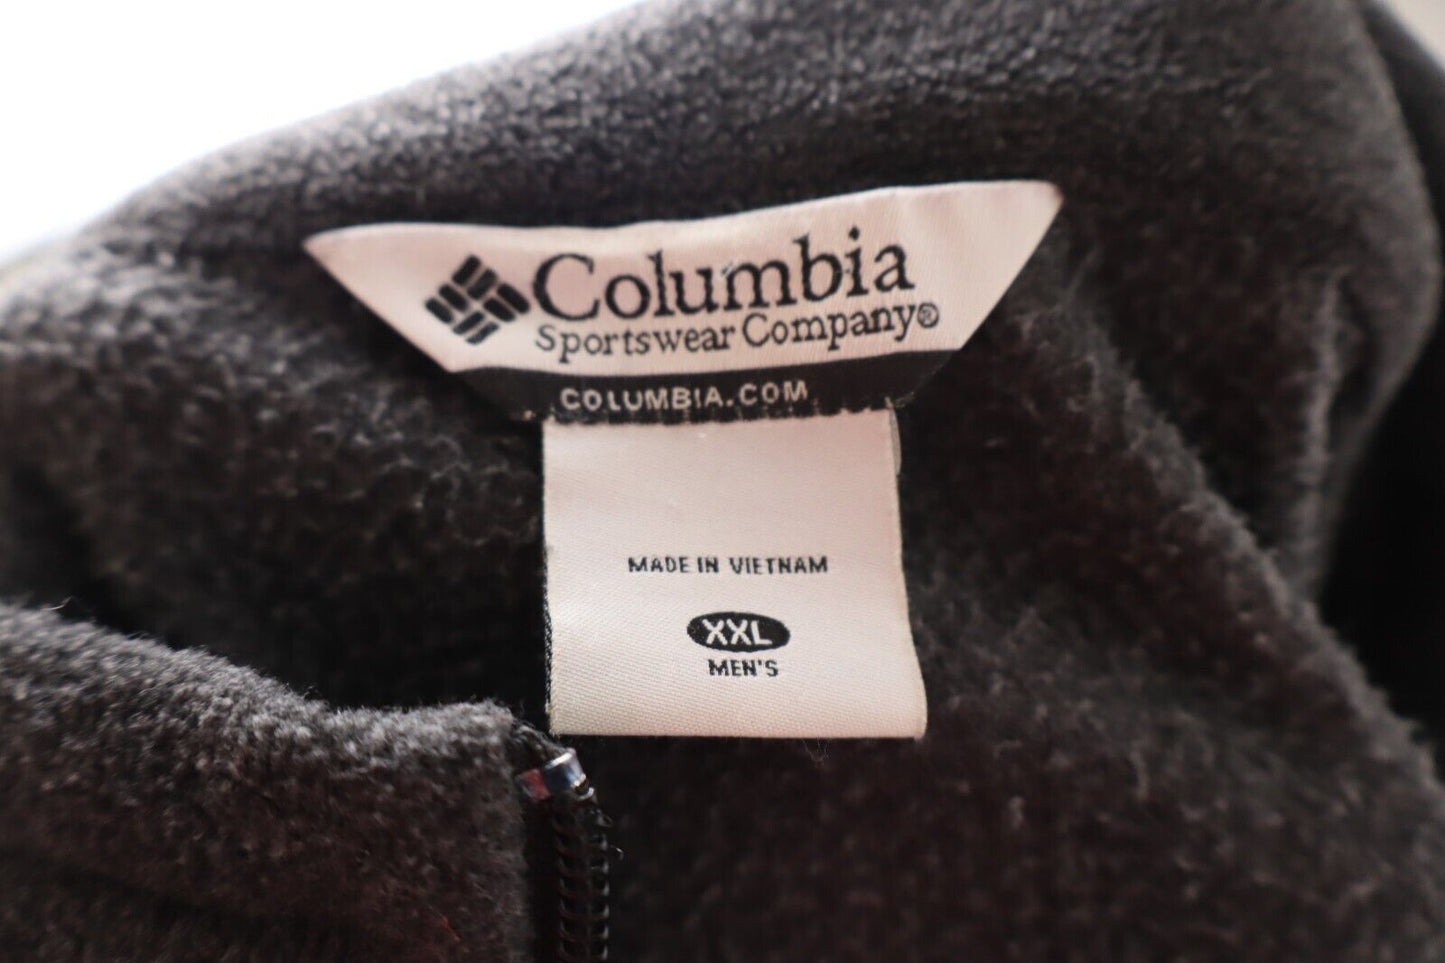 Columbia
Sportswear Company®
COLUMBIA.COM
MADE IN VIETNAM
XXL
MEN'S